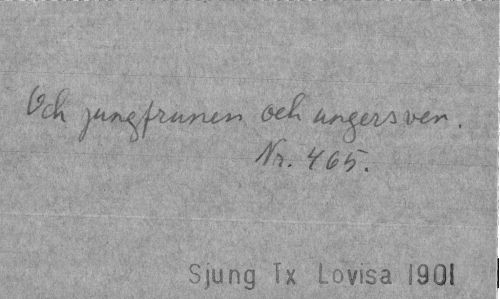 Och jungfrunen och ungersven.
Nr. 465.
Sjung Tx Lovisa 1901